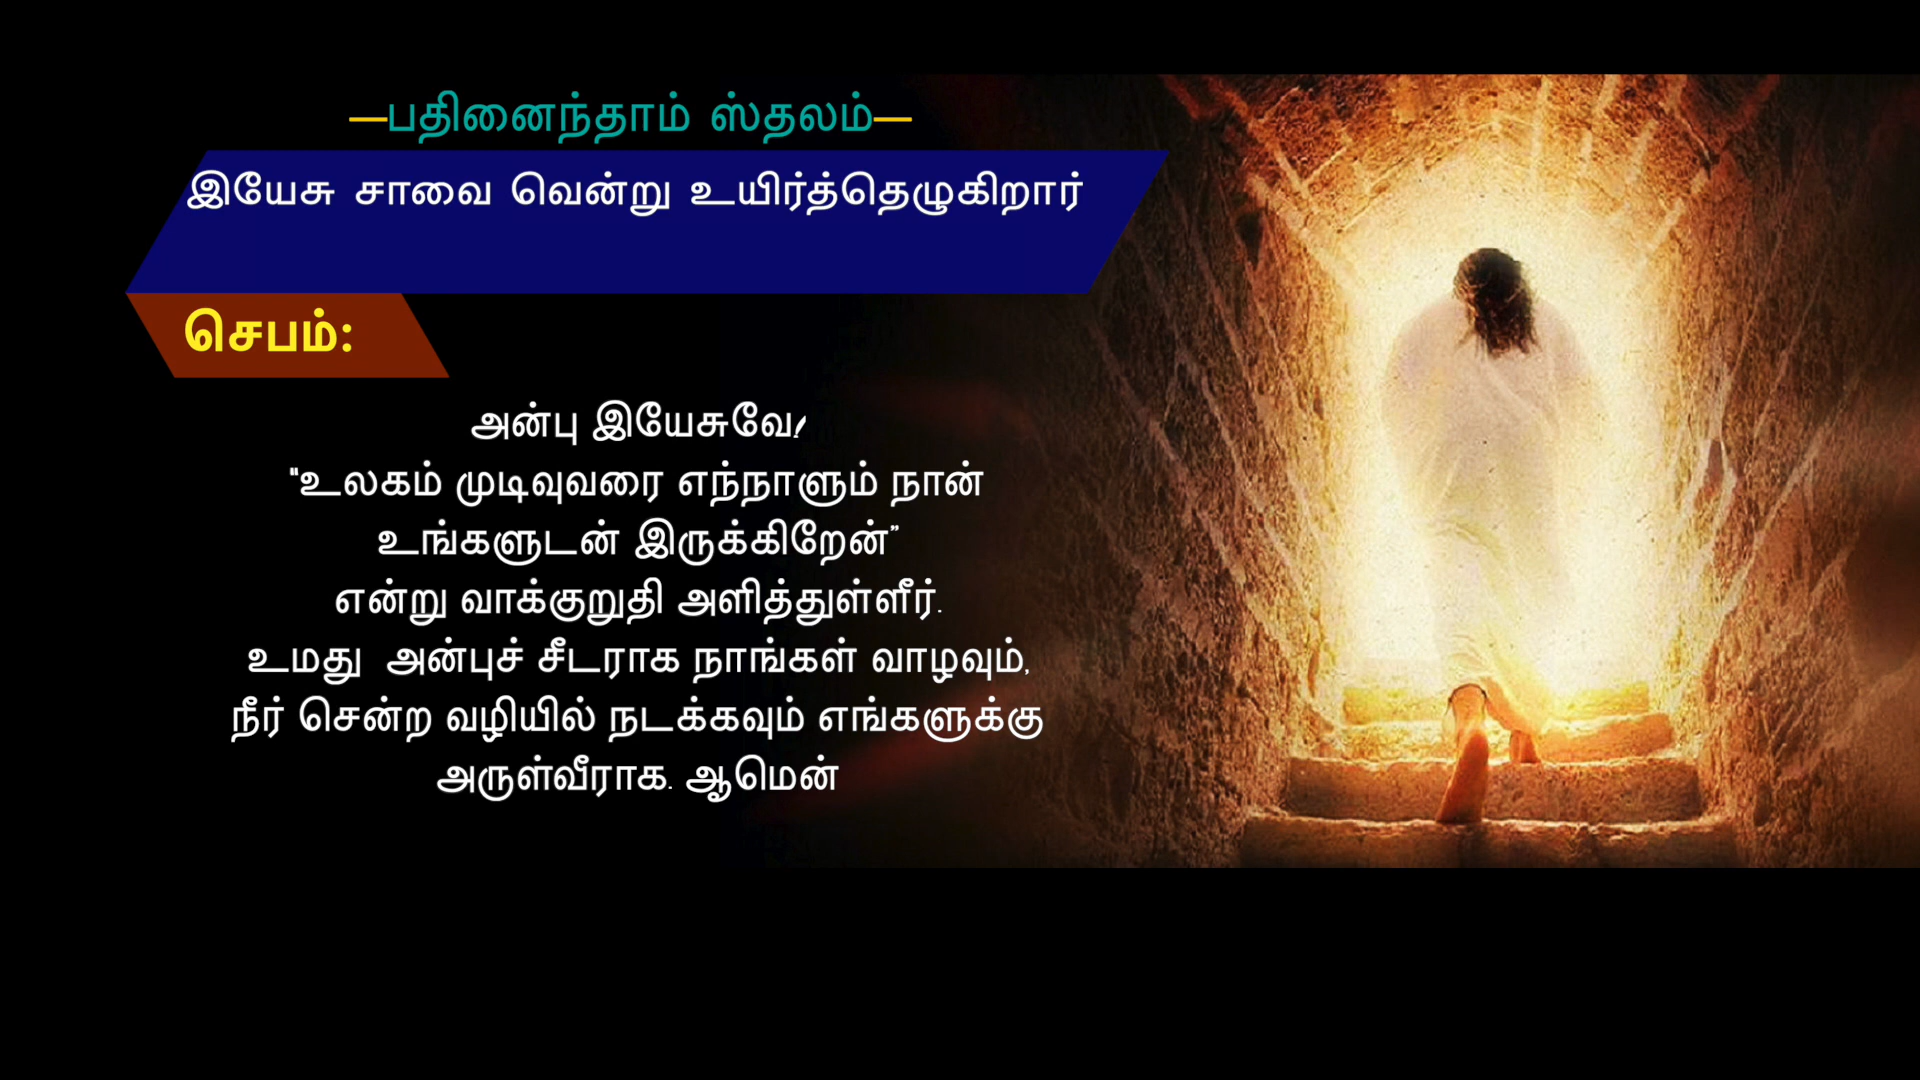 —பதினைந்தாம் ஸ்தலம்—
இயேசு சாவை வென்று உயிர்த்தெழுகிறார்
செபம்:
அன்பு இயேசுவே!
"உலகம் முடிவுவரை எந்நாளும் நான்
உங்களுடன் இருக்கிறேன்”
என்று வாக்குறுதி அளித்துள்ளீர்.
உமது அன்புச் சீடராக நாங்கள் வாழவும்,
நீர் சென்ற வழியில் நடக்கவும் எங்களுக்கு
அருள்வீராக. ஆமென்